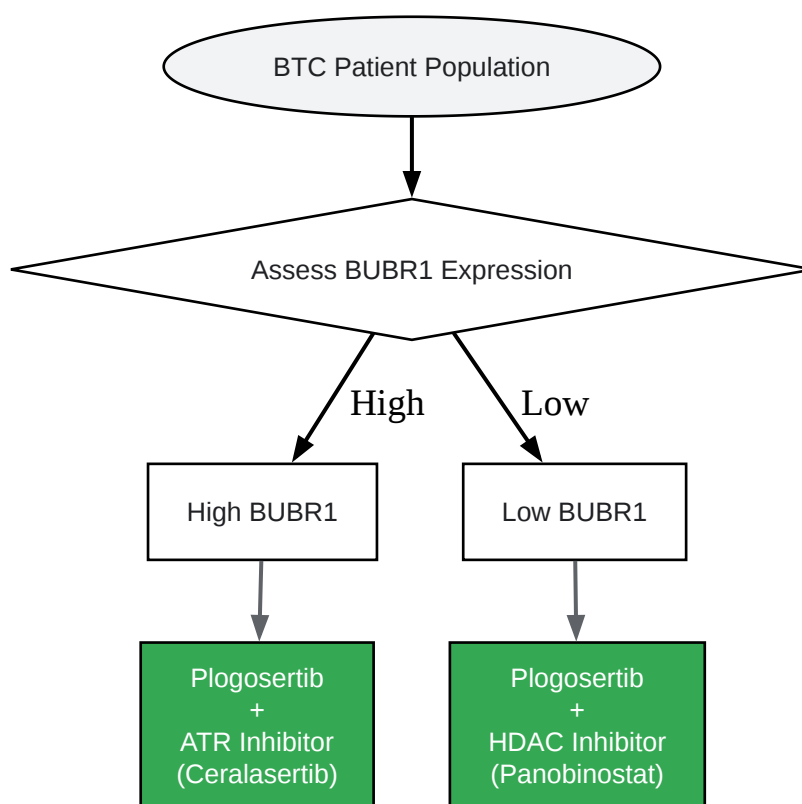 BTC Patient Population
Assess BUBR1 Expression
High
Low
High BUBR1
Low BUBR1
Plogosertib
+
ATR Inhibitor
(Ceralasertib)
Plogosertib
+
HDAC Inhibitor
(Panobinostat)